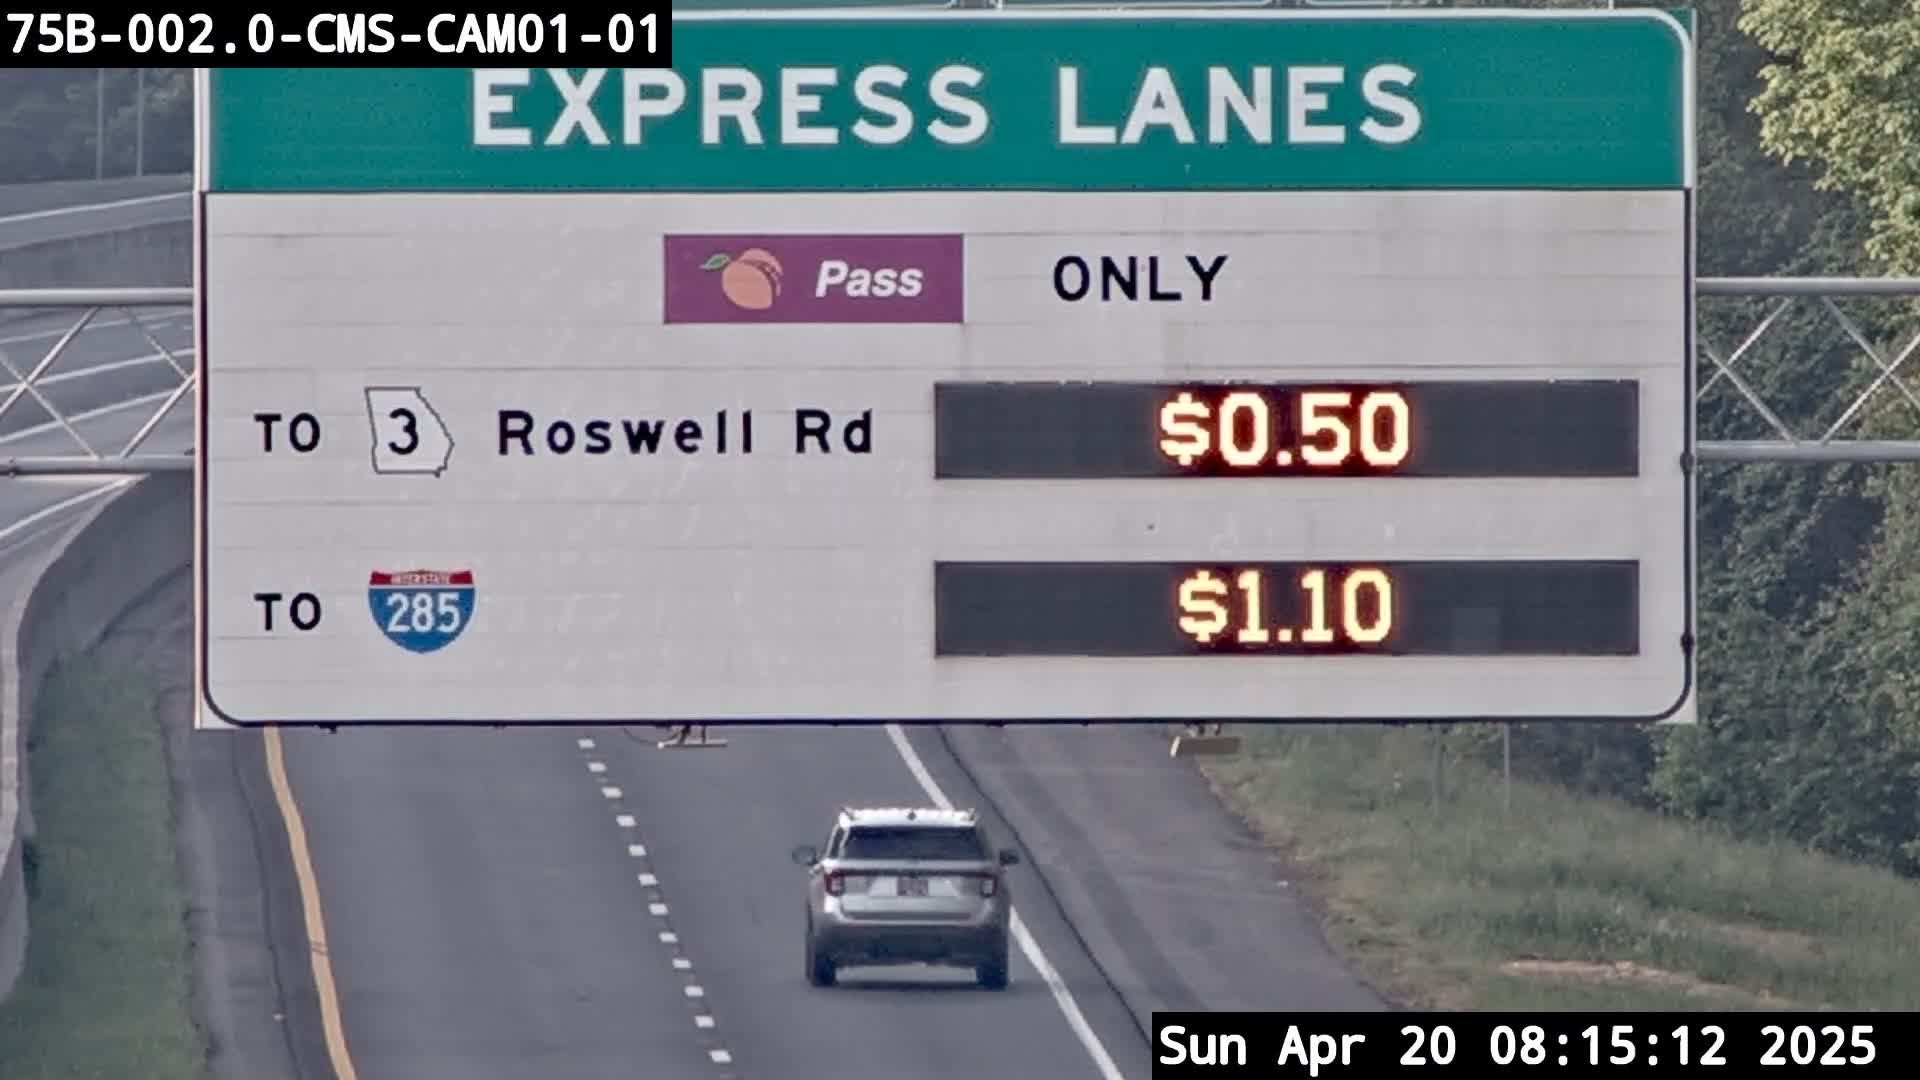 75B-002.0-CMS-CAM01-01
EXPRESS LANES
Pass ONLY
TO 3 Roswell Rd $0.50
TO INTERSTATE 285 $1.10
Sun Apr 20 08:15:12 2025